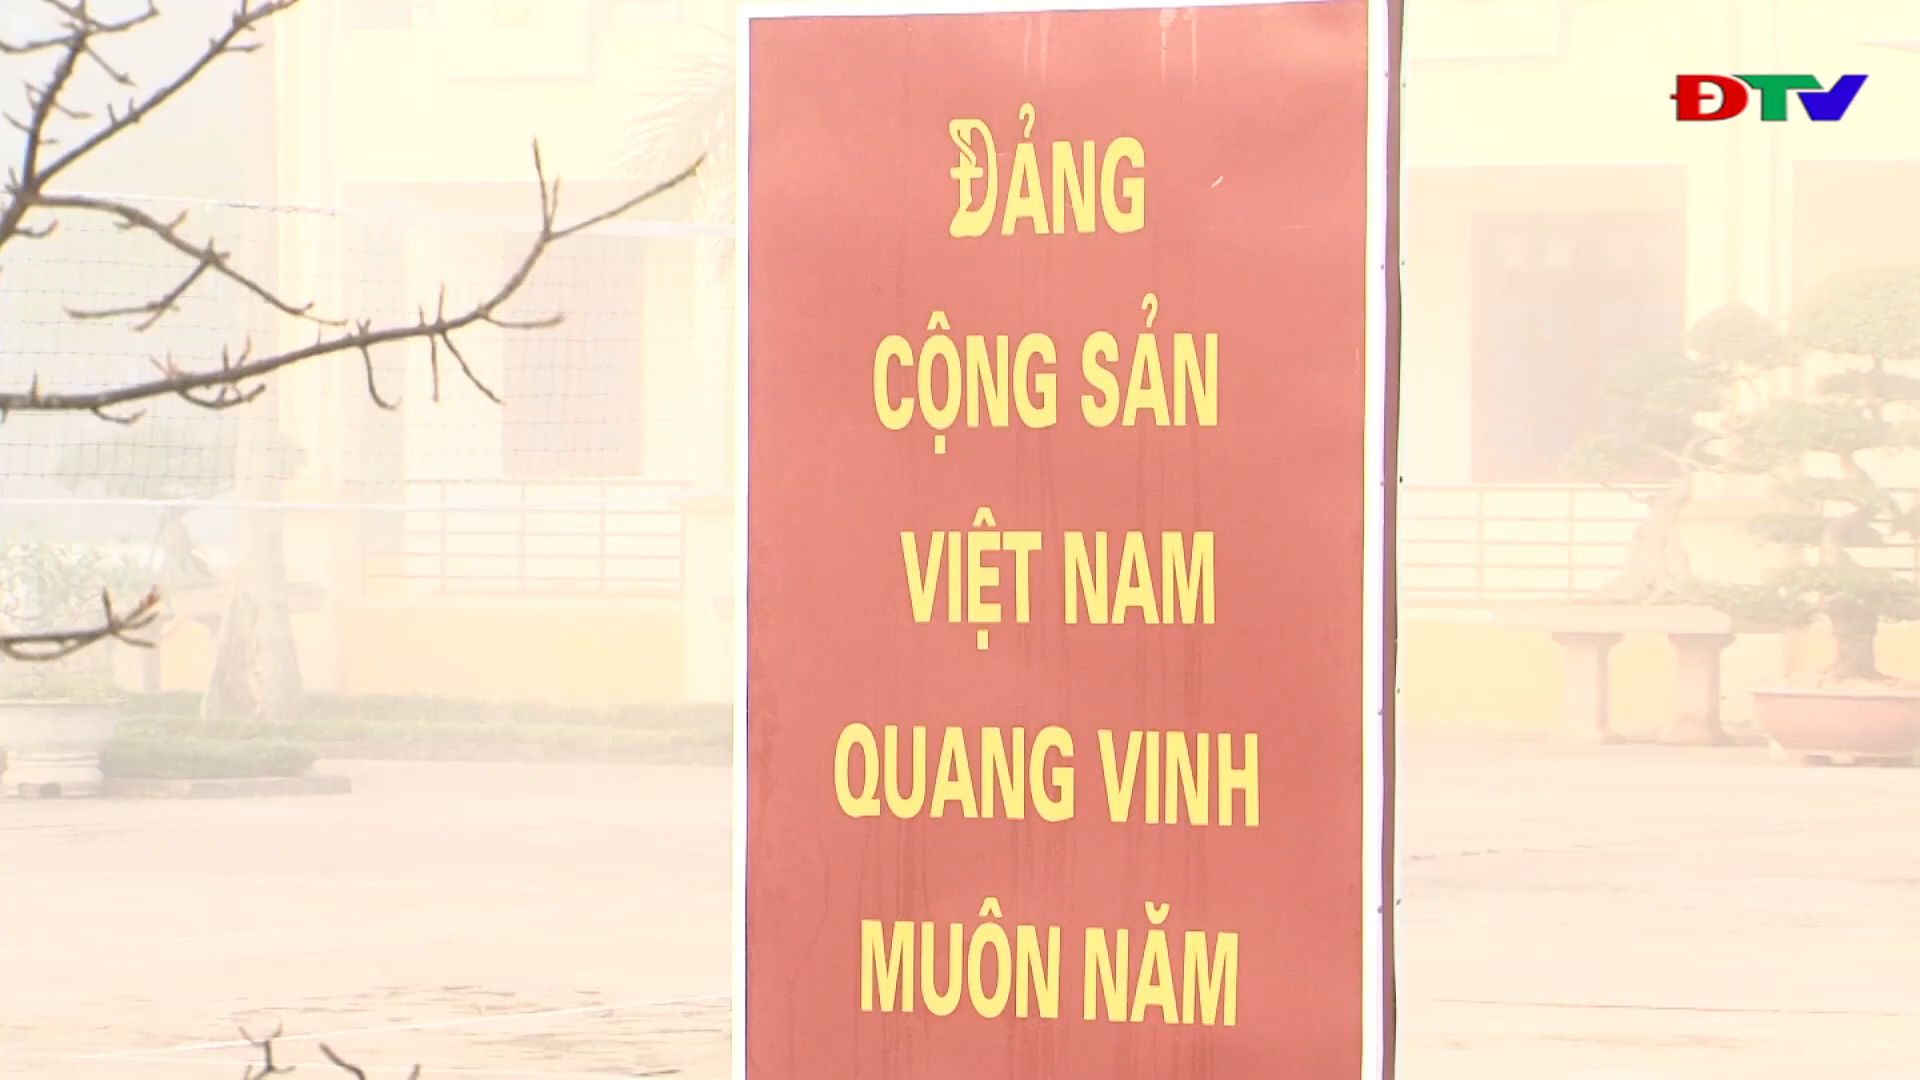 ĐTV
ĐẢNG
CỘNG SẢN
VIỆT NAM
QUANG VINH
MUÔN NĂM